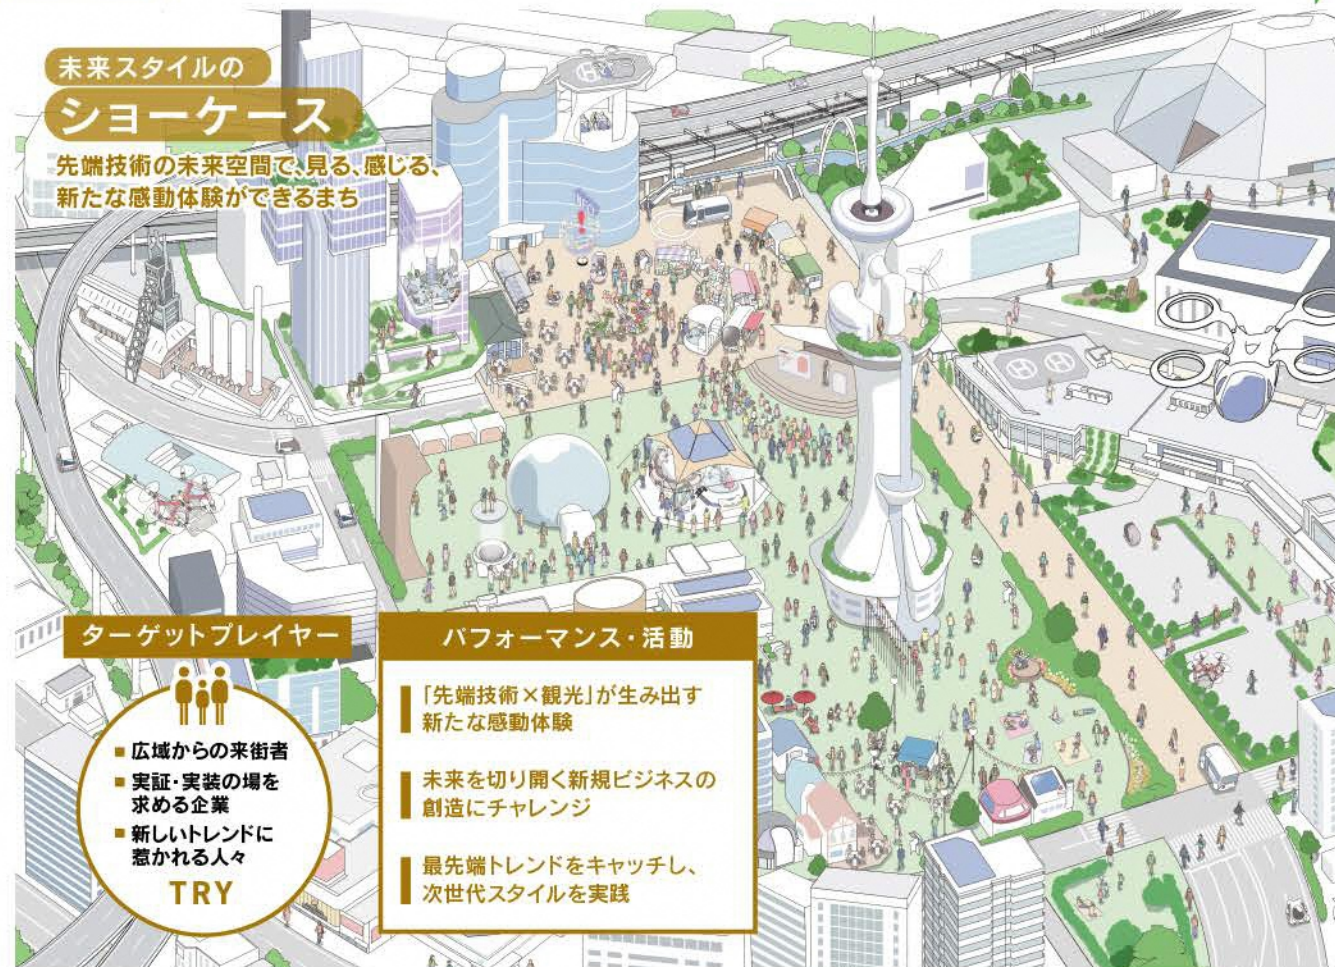 未来スタイルの
ショーケース
先端技術の未来空間で、見る、感じる、
新たな感動体験ができるまち
ターゲットプレイヤー
■広域からの来街者
■実証・実装の場を
求める企業
■新しいトレンドに
惹かれる人々
TRY
パフォーマンス・活動
「先端技術×観光」が生み出す
新たな感動体験
未来を切り開く新規ビジネスの
創造にチャレンジ
最先端トレンドをキャッチし、
次世代スタイルを実践
H
H H